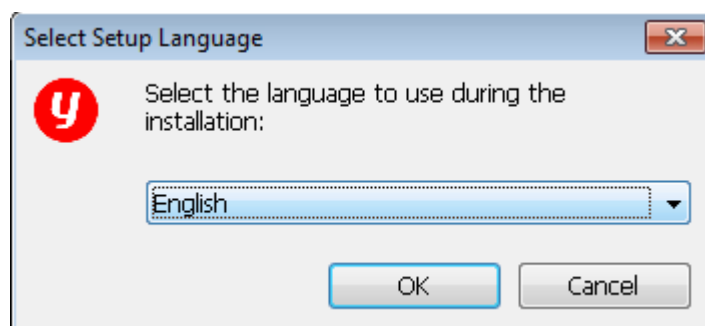 Select Setup Language
y
Select the language to use during the
installation:
English
OK
Cancel